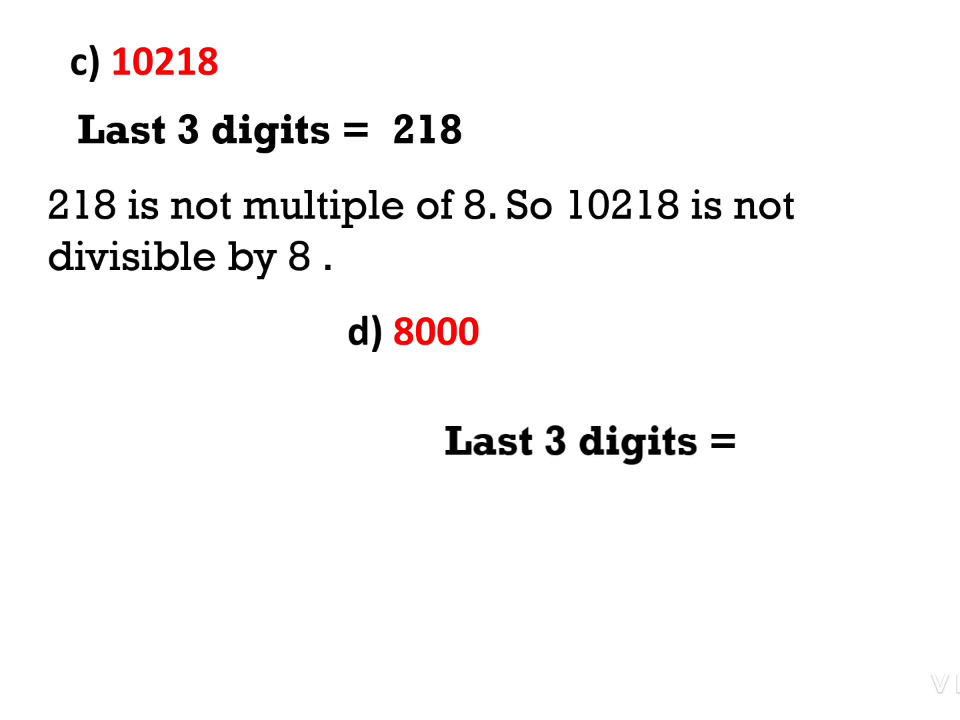 c) 10218
Last 3 digits = 218
218 is not multiple of 8. So 10218 is not
divisible by 8 .
d) 8000
Last 3 digits =